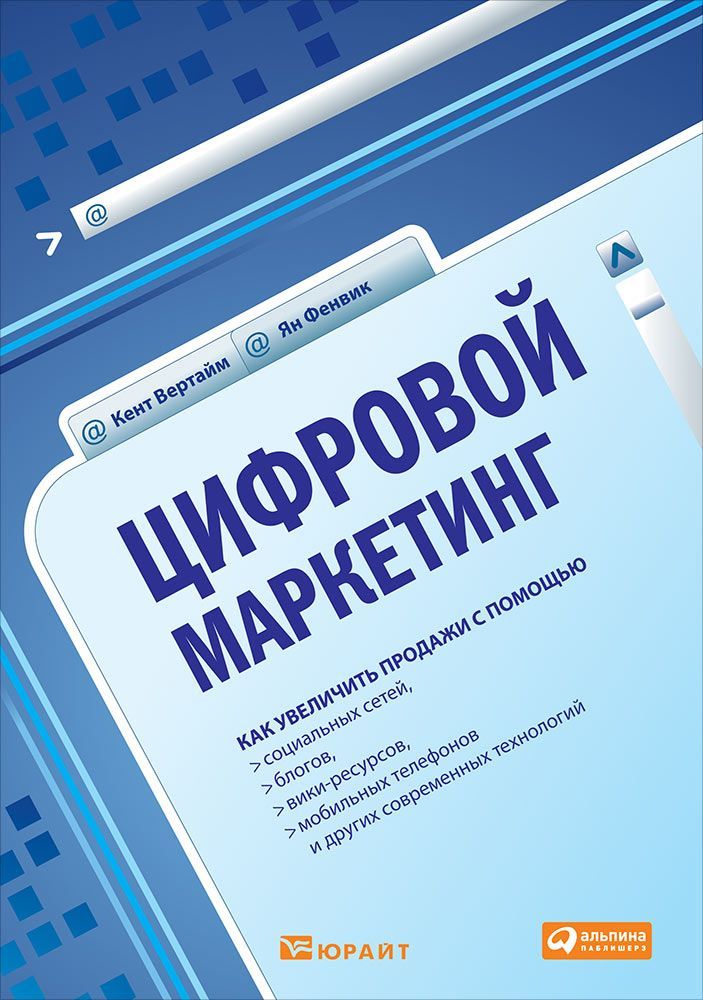 @
@ Кент Вертайм
@ Ян Фенвик
ЦИФРОВОЙ
МАРКЕТИНГ
КАК УВЕЛИЧИТЬ ПРОДАЖИ С ПОМОЩЬЮ
> социальных сетей,
> блогов,
> вики-ресурсов,
> мобильных телефонов
и других современных технологий
ЮРАЙТ
альпина
ПАБЛИШЕРЗ